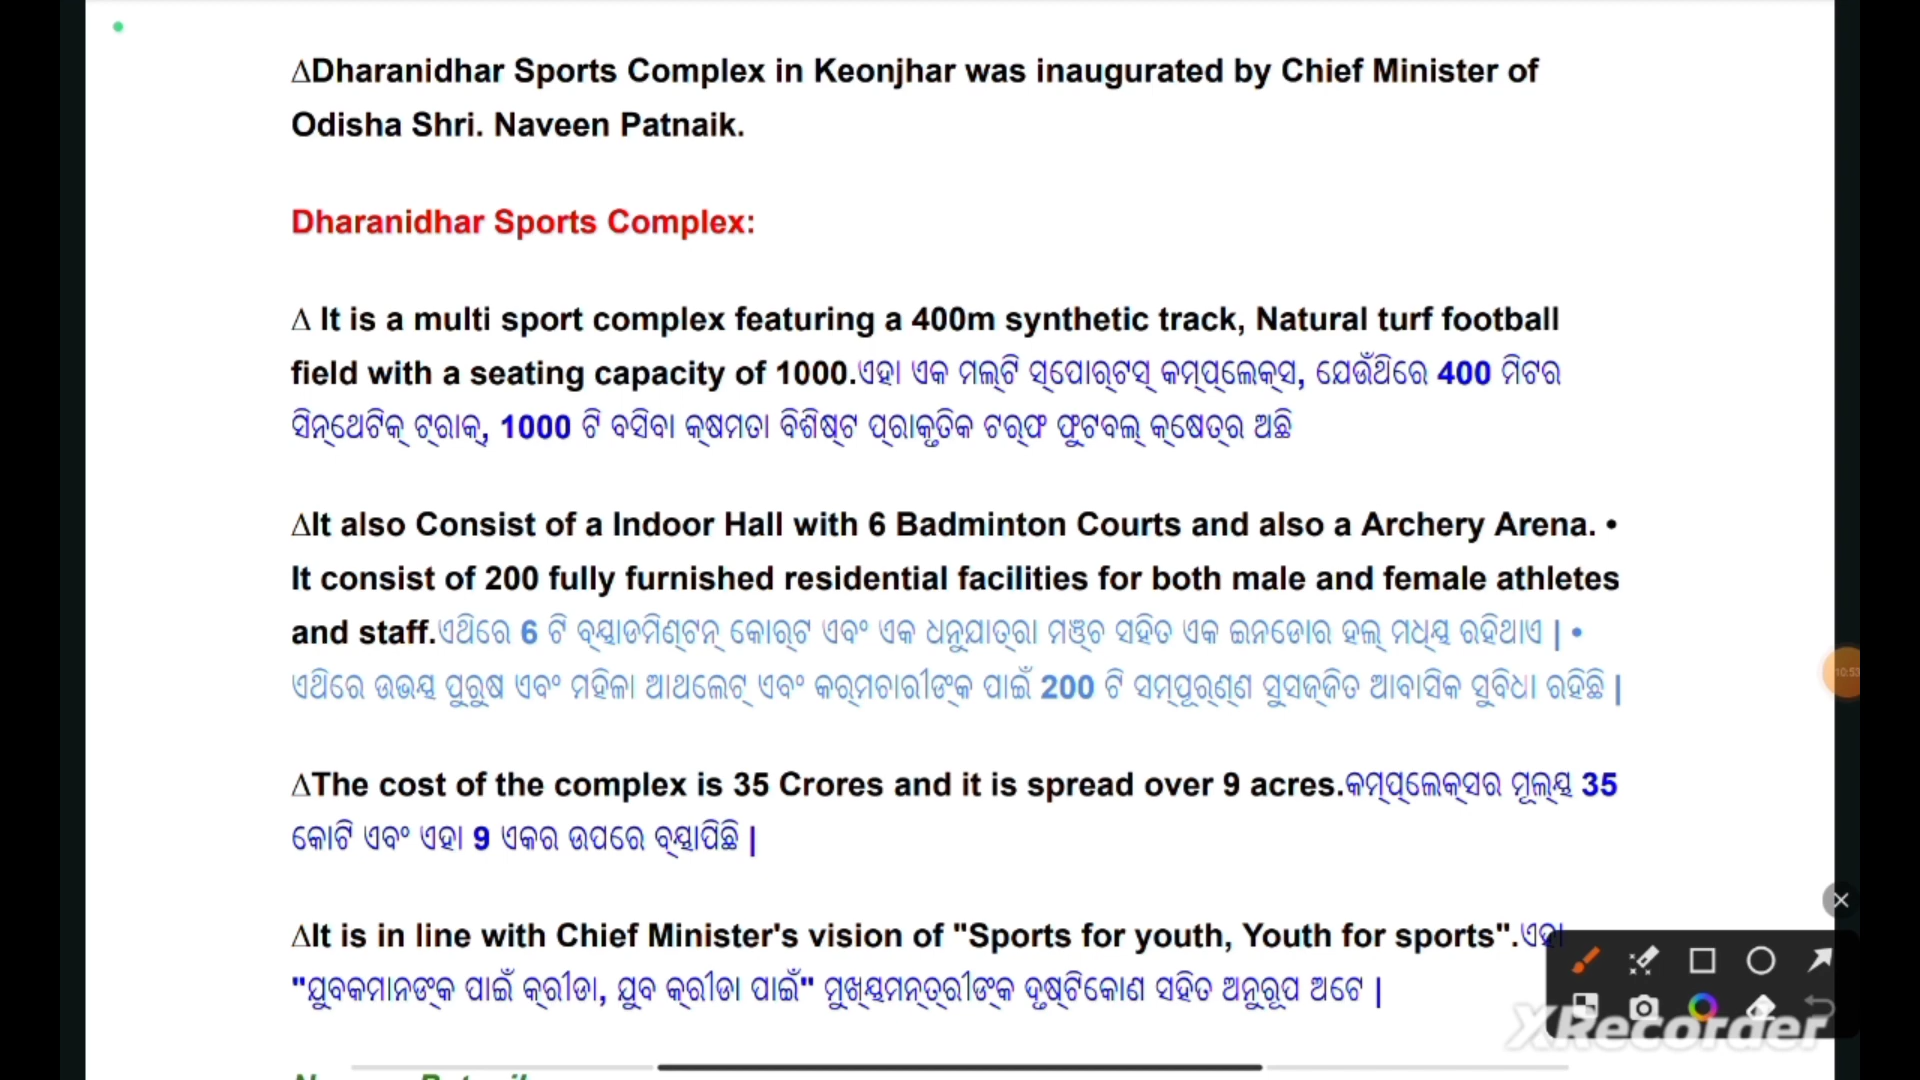 ∆Dharanidhar Sports Complex in Keonjhar was inaugurated by Chief Minister of
Odisha Shri. Naveen Patnaik.
Dharanidhar Sports Complex:
∆ It is a multi sport complex featuring a 400m synthetic track, Natural turf football
field with a seating capacity of 1000.ଏହା ଏକ ମଲ୍‌ଟି ସ୍‌ପୋର୍‌ଟସ୍ କମ୍‌ପ୍‌ଲେକ୍‌ସ, ଯେଉଁଥିରେ 400 ମିଟର
ସିନ୍‌ଥେଟିକ୍ ଟ୍‌ରାକ୍, 1000 ଟି ବସିବା କ୍‌ଷମତା ବିଶିଷ୍‌ଟ ପ୍‌ରାକୃତିକ ଟର୍‌ଫ ଫୁଟବଲ୍ କ୍‌ଷେତ୍‌ର ଅଛି
∆It also Consist of a Indoor Hall with 6 Badminton Courts and also a Archery Arena. •
It consist of 200 fully furnished residential facilities for both male and female athletes
and staff.ଏଥିରେ 6 ଟି ବ୍‌ୟାଡମିଣ୍‌ଟନ୍ କୋର୍‌ଟ ଏବଂ ଏକ ଧନୁଯାତ୍‌ରା ମଞ୍‌ଚ ସହିତ ଏକ ଇନଡୋର ହଲ୍ ମଧ୍‌ୟ ରହିଥାଏ | •
ଏଥିରେ ଉଭୟ ପୁରୁଷ ଏବଂ ମହିଳା ଆଥଲେଟ୍ ଏବଂ କର୍‌ମଚାରୀଙ୍‌କ ପାଇଁ 200 ଟି ସମ୍‌ପୂର୍‌ଣ୍‌ଣ ସୁସଜ୍‌ଜିତ ଆବାସିକ ସୁବିଧା ରହିଛି |
∆The cost of the complex is 35 Crores and it is spread over 9 acres.କମ୍‌ପ୍‌ଲେକ୍‌ସର ମୂଲ୍‌ୟ 35
କୋଟି ଏବଂ ଏହା 9 ଏକର ଉପରେ ବ୍‌ୟାପିଛି |
∆It is in line with Chief Minister's vision of "Sports for youth, Youth for sports".ଏହା
"ଯୁବକମାନଙ୍‌କ ପାଇଁ କ୍‌ରୀଡା, ଯୁବ କ୍‌ରୀଡା ପାଇଁ" ମୁଖ୍‌ୟମନ୍‌ତ୍‌ରୀଙ୍‌କ ଦୃଷ୍‌ଟିକୋଣ ସହିତ ଅନୁରୂପ ଅଟେ |
XRecorder